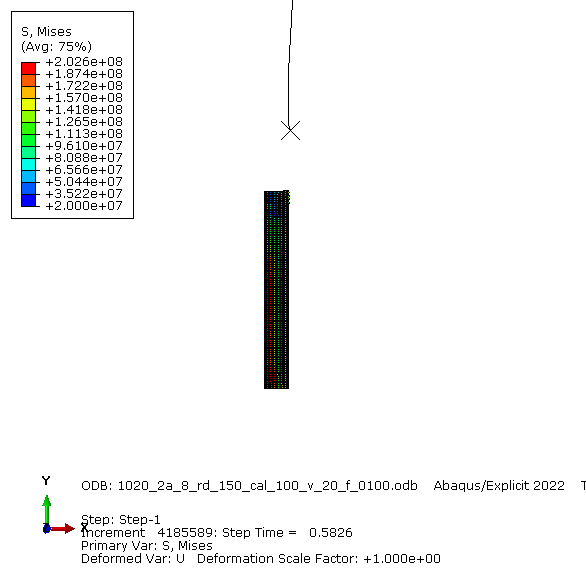 S, Mises
(Avg: 75%)
+2.026e+08
+1.874e+08
+1.722e+08
+1.570e+08
+1.418e+08
+1.265e+08
+1.113e+08
+9.610e+07
+8.088e+07
+6.566e+07
+5.044e+07
+3.522e+07
+2.000e+07
Y
X
ODB: 1020_2a_8_rd_150_cal_100_v_20_f_0100.odb Abaqus/Explicit 2022 T
Step: Step-1
Increment 4185589: Step Time = 0.5826
Primary Var: S, Mises
Deformed Var: U Deformation Scale Factor: +1.000e+00